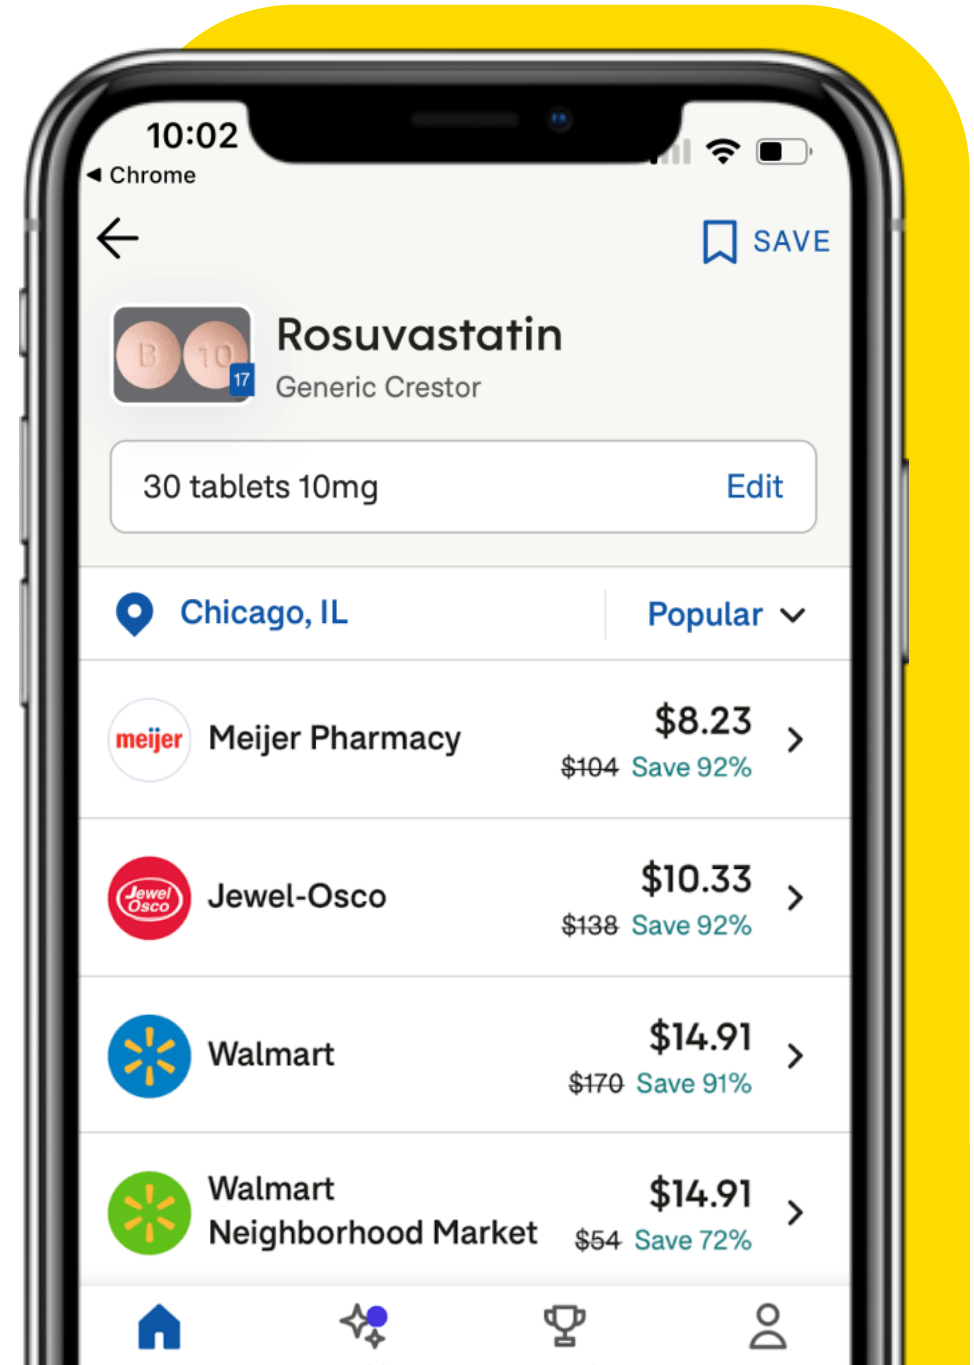 10:02
◀ Chrome
SAVE
B 10
17
Rosuvastatin
Generic Crestor
30 tablets 10mg Edit
Chicago, IL Popular
meijer Meijer Pharmacy $8.23
$104 Save 92%
Jewel Osco Jewel-Osco $10.33
$138 Save 92%
Walmart $14.91
$170 Save 91%
Walmart
Neighborhood Market $14.91
$54 Save 72%